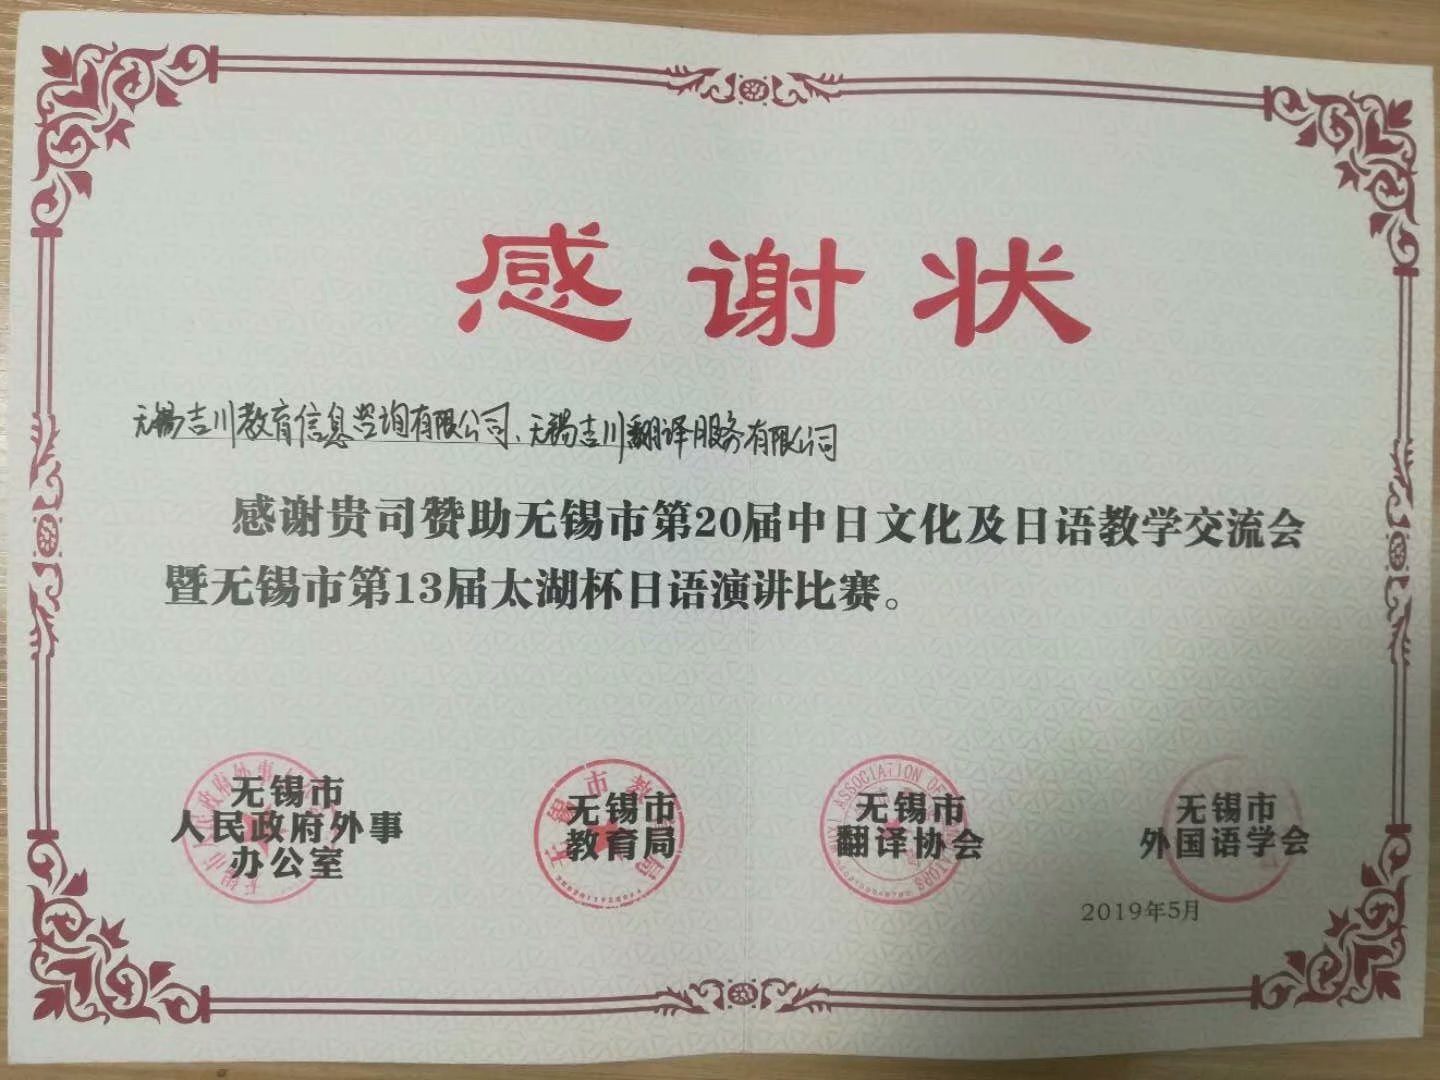 感谢状
无锡吉川教育信息咨询有限公司、无锡吉川翻译服务有限公司
感谢贵司赞助无锡市第20届中日文化及日语教学交流会
暨无锡市第13届太湖杯日语演讲比赛。
无锡市
人民政府外事
办公室
无锡市
教育局
无锡市
翻译协会
无锡市
外国语学会
2019年5月